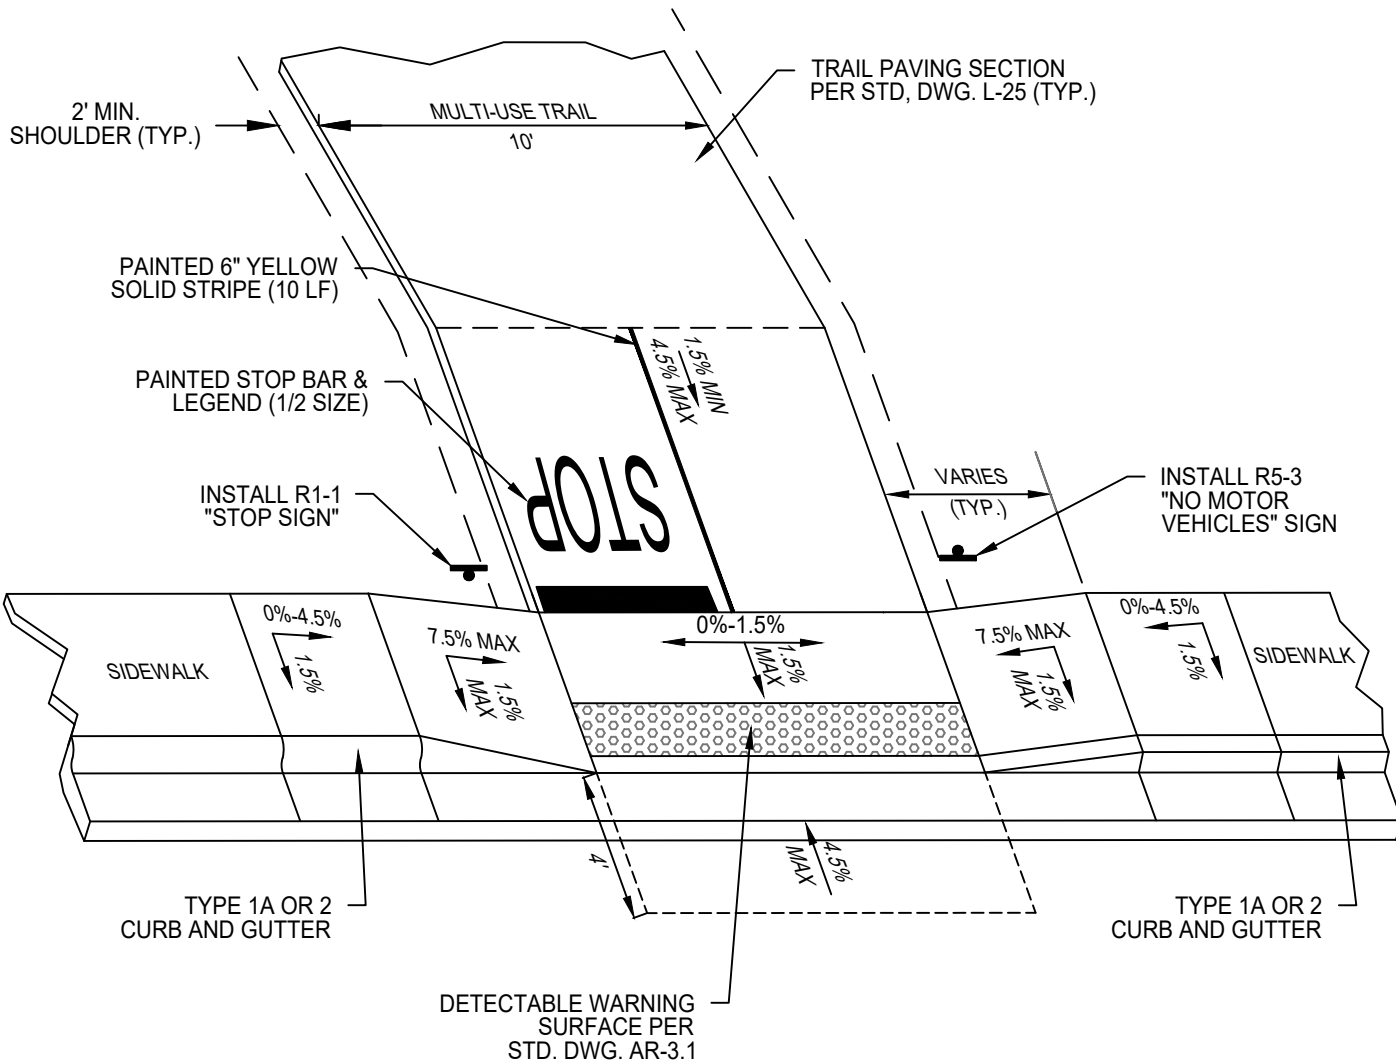 TRAIL PAVING SECTION
PER STD, DWG. L-25 (TYP.)
2' MIN.
SHOULDER (TYP.)
MULTI-USE TRAIL
10'
PAINTED 6" YELLOW
SOLID STRIPE (10 LF)
1.5% MIN
4.5% MAX
PAINTED STOP BAR &
LEGEND (1/2 SIZE)
STOP
INSTALL R1-1
"STOP SIGN"
VARIES
(TYP.)
INSTALL R5-3
"NO MOTOR
VEHICLES" SIGN
SIDEWALK
0%-4.5%
1.5%
7.5% MAX
1.5%
MAX
0%-1.5%
1.5%
MAX
7.5% MAX
1.5%
MAX
0%-4.5%
1.5%
SIDEWALK
4'
4.5%
MAX
TYPE 1A OR 2
CURB AND GUTTER
TYPE 1A OR 2
CURB AND GUTTER
DETECTABLE WARNING
SURFACE PER
STD. DWG. AR-3.1